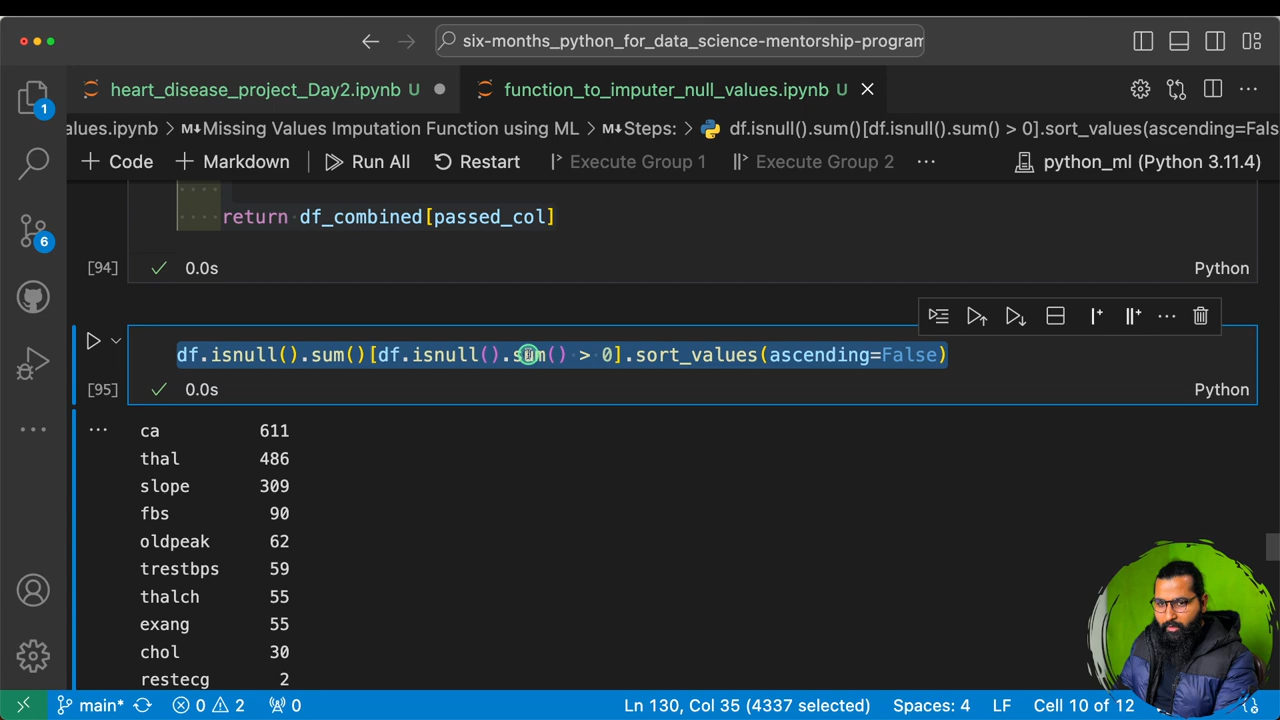 six-months_python_for_data_science-mentorship-program
heart_disease_project_Day2.ipynb U
function_to_imputer_null_values.ipynb U
alues.ipynb > M↓Missing Values Imputation Function using ML > M↓Steps: > df.isnull().sum()[df.isnull().sum() > 0].sort_values(ascending=Fals
+ Code + Markdown Run All Restart Execute Group 1 Execute Group 2 ... python_ml (Python 3.11.4)
return df_combined[passed_col]
[94] 0.0s Python
df.isnull().sum()[df.isnull().sum() > 0].sort_values(ascending=False)
[95] 0.0s Python
... ca 611
thal 486
slope 309
fbs 90
oldpeak 62
trestbps 59
thalch 55
exang 55
chol 30
restecg 2
1
6
main* 0 2 0 Ln 130, Col 35 (4337 selected) Spaces: 4 LF Cell 10 of 12